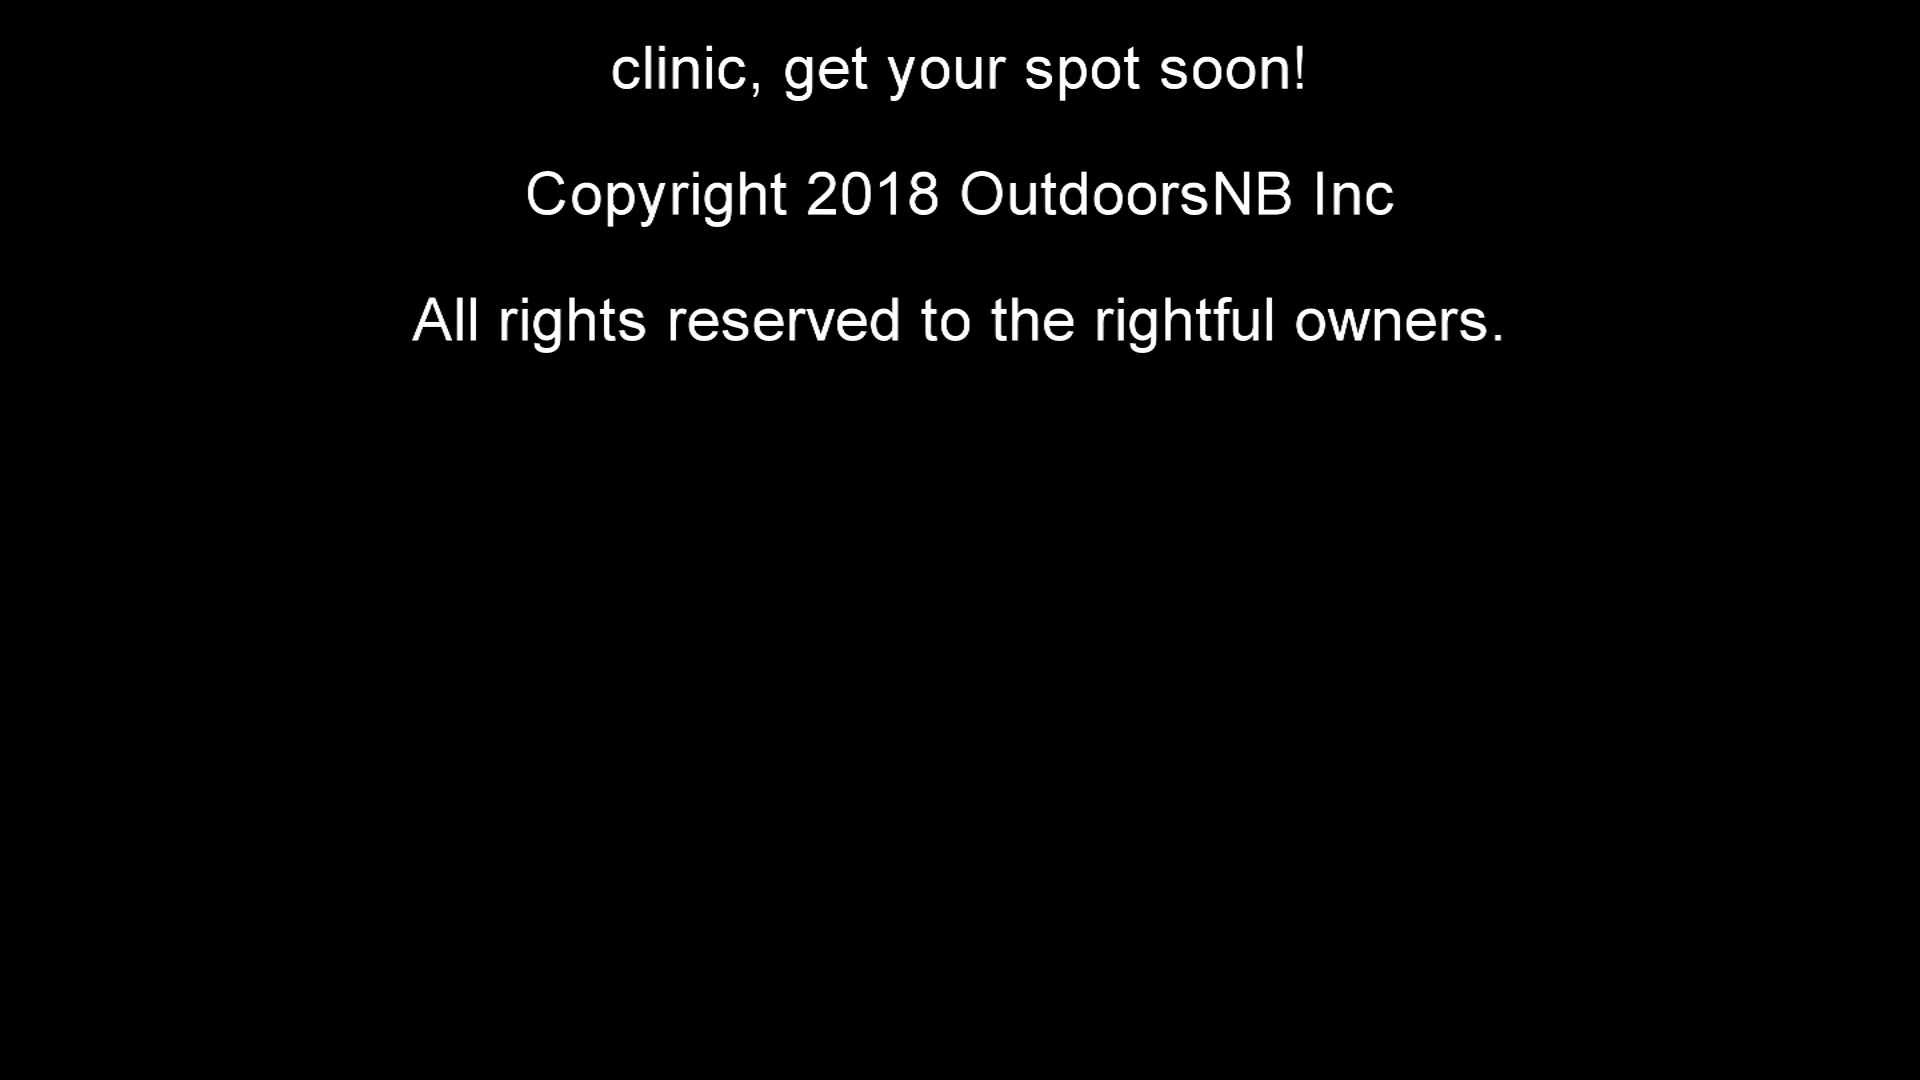 clinic, get your spot soon!
Copyright 2018 OutdoorsNB Inc
All rights reserved to the rightful owners.